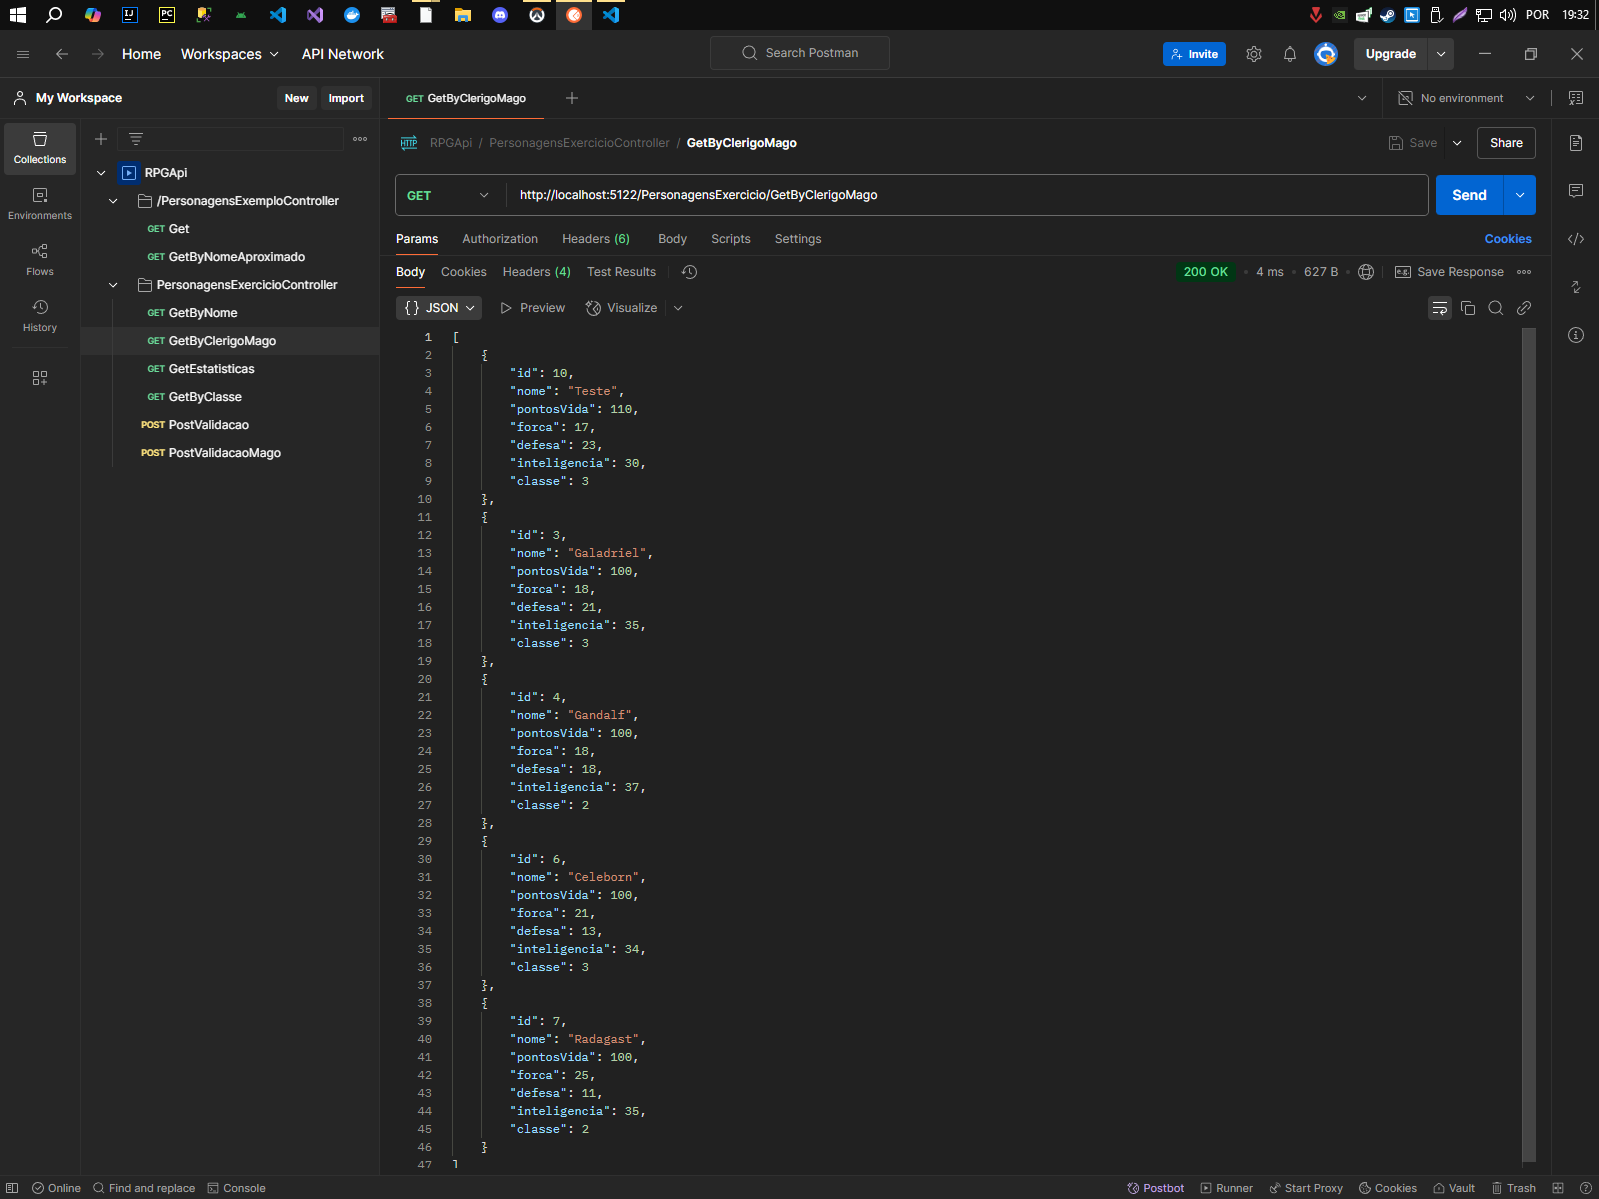 POR 19:32
Home Workspaces API Network
Search Postman
Invite
Upgrade
My Workspace
New Import
GET GetByClerigoMago
No environment
Collections
Environments
Flows
History
RPGApi
/PersonagensExemploController
GET Get
GET GetByNomeAproximado
PersonagensExercicioController
GET GetByNome
GET GetByClerigoMago
GET GetEstatisticas
GET GetByClasse
POST PostValidacao
POST PostValidacaoMago
HTTP RPGApi / PersonagensExercicioController / GetByClerigoMago
Save Share
GET http://localhost:5122/PersonagensExercicio/GetByClerigoMago
Send
Params Authorization Headers (6) Body Scripts Settings
Cookies
Body Cookies Headers (4) Test Results
200 OK • 4 ms • 627 B
e.g. Save Response
{} JSON Preview Visualize
1 [
2 {
3 "id": 10,
4 "nome": "Teste",
5 "pontosVida": 110,
6 "forca": 17,
7 "defesa": 23,
8 "inteligencia": 30,
9 "classe": 3
10 },
11 {
12 "id": 3,
13 "nome": "Galadriel",
14 "pontosVida": 100,
15 "forca": 18,
16 "defesa": 21,
17 "inteligencia": 35,
18 "classe": 3
19 },
20 {
21 "id": 4,
22 "nome": "Gandalf",
23 "pontosVida": 100,
24 "forca": 18,
25 "defesa": 18,
26 "inteligencia": 37,
27 "classe": 2
28 },
29 {
30 "id": 6,
31 "nome": "Celeborn",
32 "pontosVida": 100,
33 "forca": 21,
34 "defesa": 13,
35 "inteligencia": 34,
36 "classe": 3
37 },
38 {
39 "id": 7,
40 "nome": "Radagast",
41 "pontosVida": 100,
42 "forca": 25,
43 "defesa": 11,
44 "inteligencia": 35,
45 "classe": 2
46 }
47 ]
Online Find and replace Console
Postbot Runner Start Proxy Cookies Vault Trash